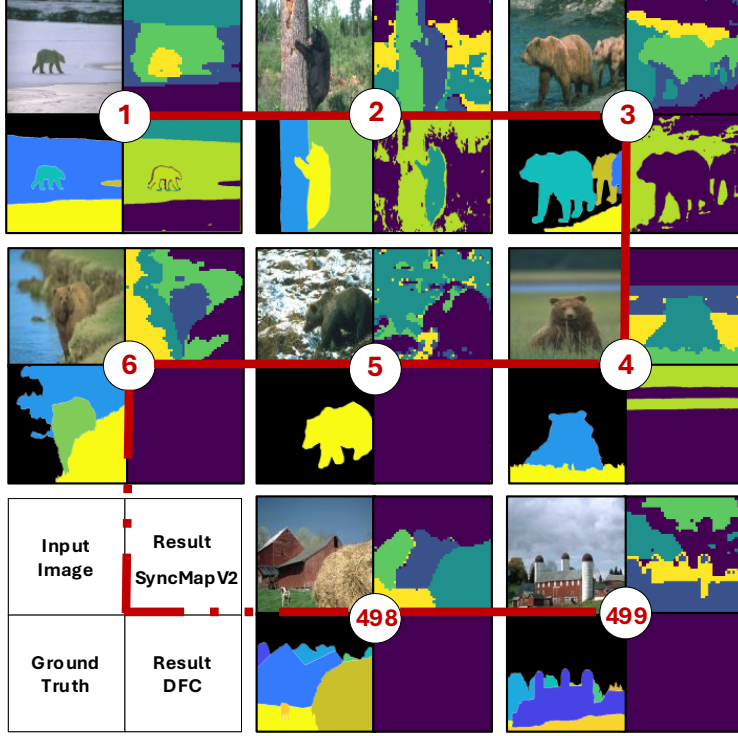 1
2
3
6
5
4
Input
Image
Result
SyncMapV2
Ground
Truth
Result
DFC
498
499